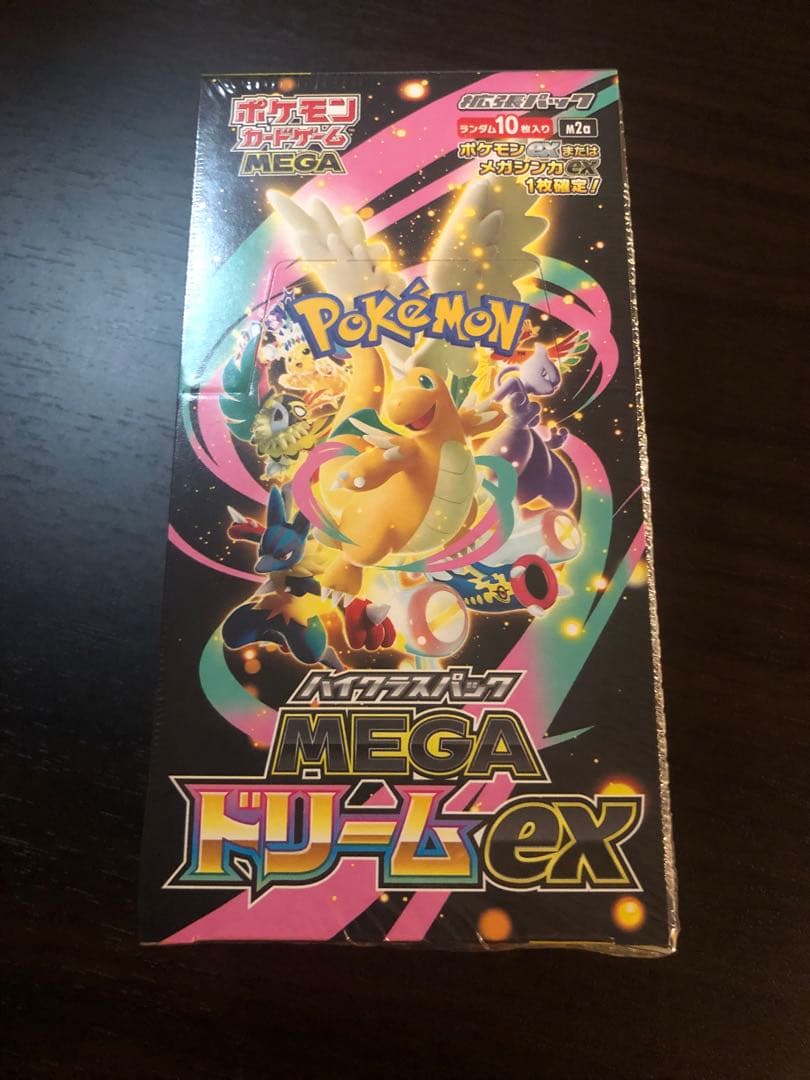 ポケモン
カードゲーム
MEGA
拡張パック
ランダム10枚入り
M2a
ポケモンexまたは
メガシンカex
1枚確定!
POKéMON
TM
ハイクラスパック
MEGA
ドリームex